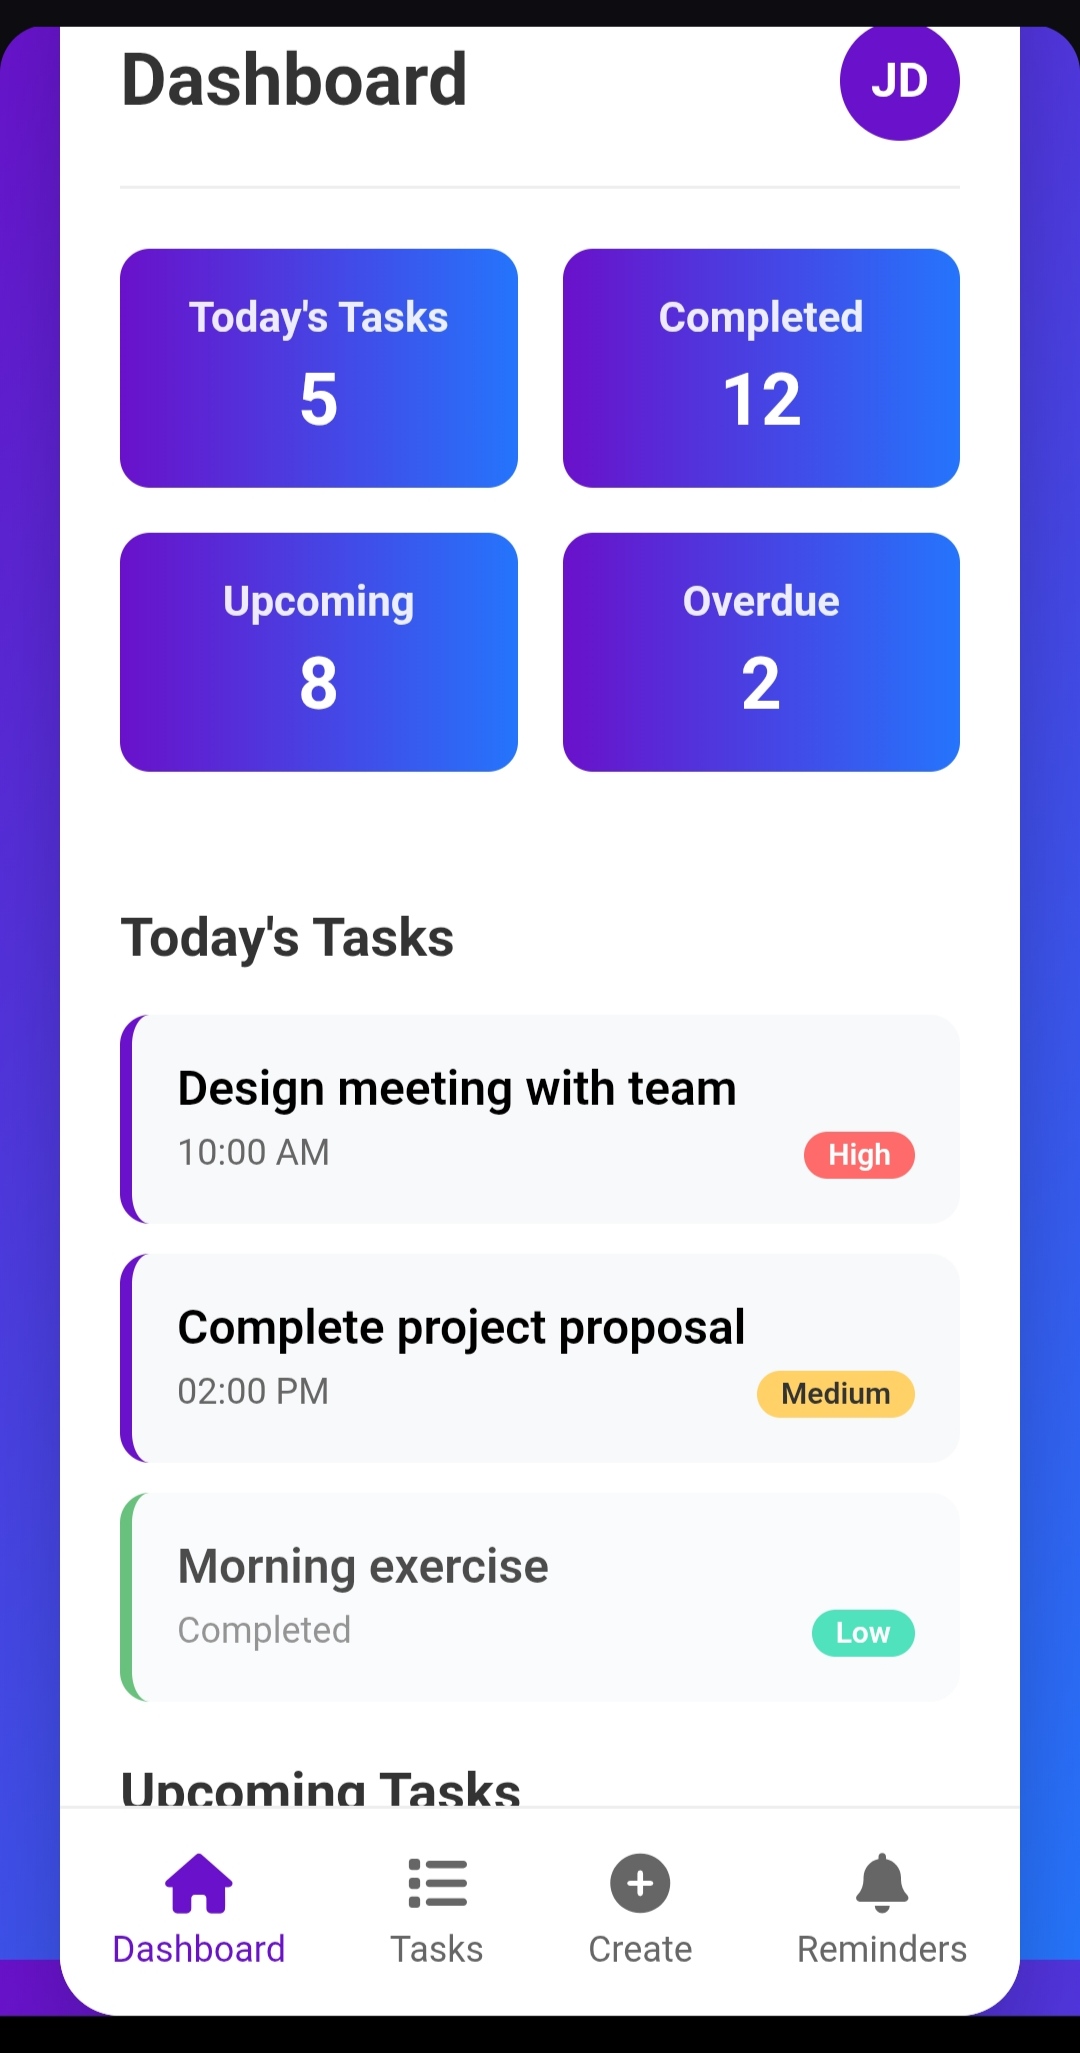 Dashboard
JD
Today's Tasks
5
Completed
12
Upcoming
8
Overdue
2
Today's Tasks
Design meeting with team
10:00 AM
High
Complete project proposal
02:00 PM
Medium
Morning exercise
Completed
Low
Upcoming Tasks
Dashboard
Tasks
Create
Reminders